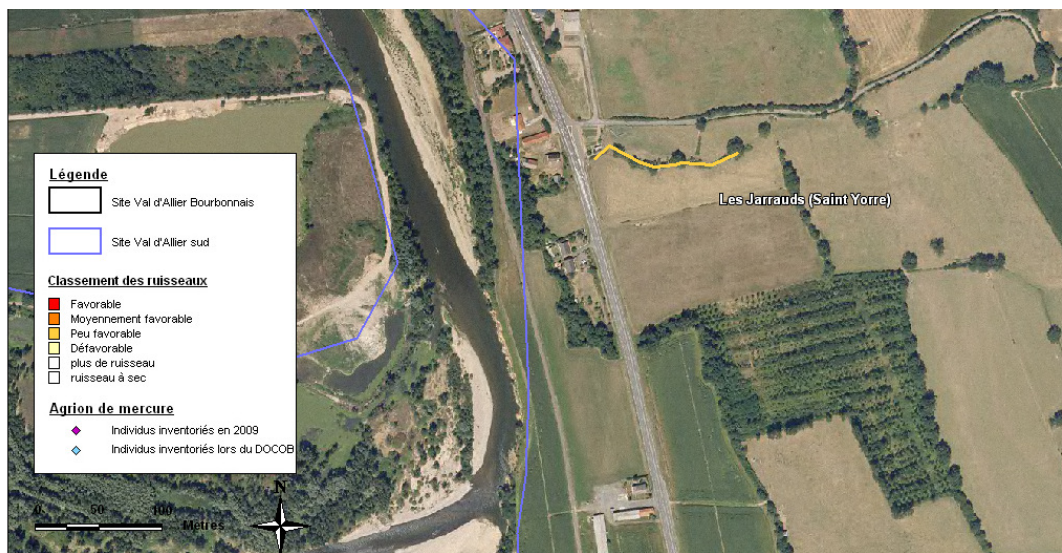 Légende
Site Val d'Allier Bourbonnais
Site Val d'Allier sud
Classement des ruisseaux
Favorable
Moyennement favorable
Peu favorable
Défavorable
plus de ruisseau
ruisseau à sec
Agrion de mercure
Individus inventoriés en 2009
Individus inventoriés lors du DOCOB
Les Jarrauds (Saint Yorre)
N
0 50 100
Mètres